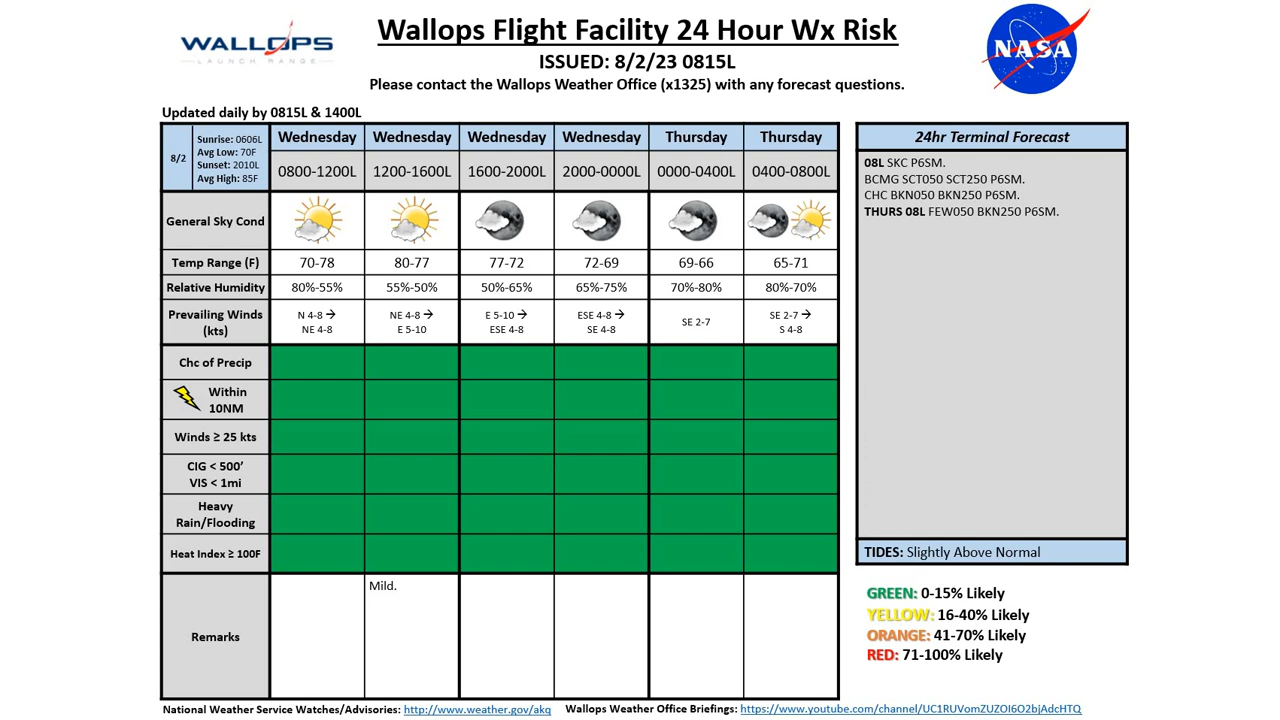 WALLOPS
LAUNCH RANGE
Wallops Flight Facility 24 Hour Wx Risk
ISSUED: 8/2/23 0815L
Please contact the Wallops Weather Office (x1325) with any forecast questions.
NASA
Updated daily by 0815L & 1400L
8/2
Sunrise: 0606L
Avg Low: 70F
Sunset: 2010L
Avg High: 85F
Wednesday Wednesday Wednesday Wednesday Thursday Thursday
0800-1200L 1200-1600L 1600-2000L 2000-0000L 0000-0400L 0400-0800L
General Sky Cond
Temp Range (F) 70-78 80-77 77-72 72-69 69-66 65-71
Relative Humidity 80%-55% 55%-50% 50%-65% 65%-75% 70%-80% 80%-70%
Prevailing Winds N 4-8 → NE 4-8 → E 5-10 → ESE 4-8 → SE 2-7 SE 2-7 →
(kts) NE 4-8 E 5-10 ESE 4-8 SE 4-8 S 4-8
Chc of Precip
Within
10NM
Winds ≥ 25 kts
CIG < 500’
VIS < 1mi
Heavy
Rain/Flooding
Heat Index ≥ 100F
Remarks
Mild.
24hr Terminal Forecast
08L SKC P6SM.
BCMG SCT050 SCT250 P6SM.
CHC BKN050 BKN250 P6SM.
THURS 08L FEW050 BKN250 P6SM.
TIDES: Slightly Above Normal
GREEN: 0-15% Likely
YELLOW: 16-40% Likely
ORANGE: 41-70% Likely
RED: 71-100% Likely
National Weather Service Watches/Advisories: http://www.weather.gov/akq Wallops Weather Office Briefings: https://www.youtube.com/channel/UC1RUVomZUZOI6O2bjAdcHTQ